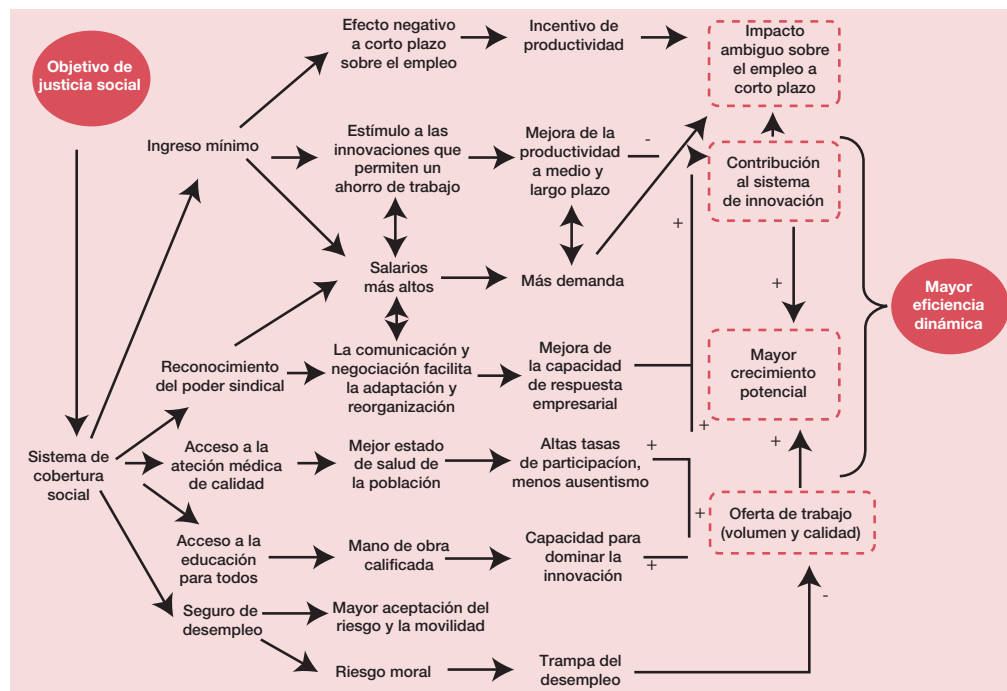 Objetivo de
justicia social
Efecto negativo
a corto plazo
sobre el empleo
Incentivo de
productividad
Impacto
ambiguo sobre
el empleo a
corto plazo
Ingreso mínimo
Estímulo a las
innovaciones que
permiten un
ahorro de trabajo
Mejora de la
productividad
a medio y
largo plazo
-
Contribución
al sistema
de innovación
+
+
Salarios
más altos
Más demanda
Mayor
eficiencia
dinámica
Reconocimiento
del poder sindical
La comunicación y
negociación facilita
la adaptación y
reorganización
Mejora de
la capacidad
de respuesta
empresarial
+
+
Mayor
crecimiento
potencial
+
Sistema de
cobertura
social
Acceso a la
ateción médica
de calidad
Mejor estado
de salud de
la población
Altas tasas
de participacíon,
menos ausentismo
+
+
Oferta de trabajo
(volumen y calidad)
Acceso a la
educación
para todos
Mano de obra
calificada
Capacidad para
dominar la
innovación
+
-
Seguro de
desempleo
Mayor aceptación del
riesgo y la movilidad
Riesgo moral
Trampa del
desempleo